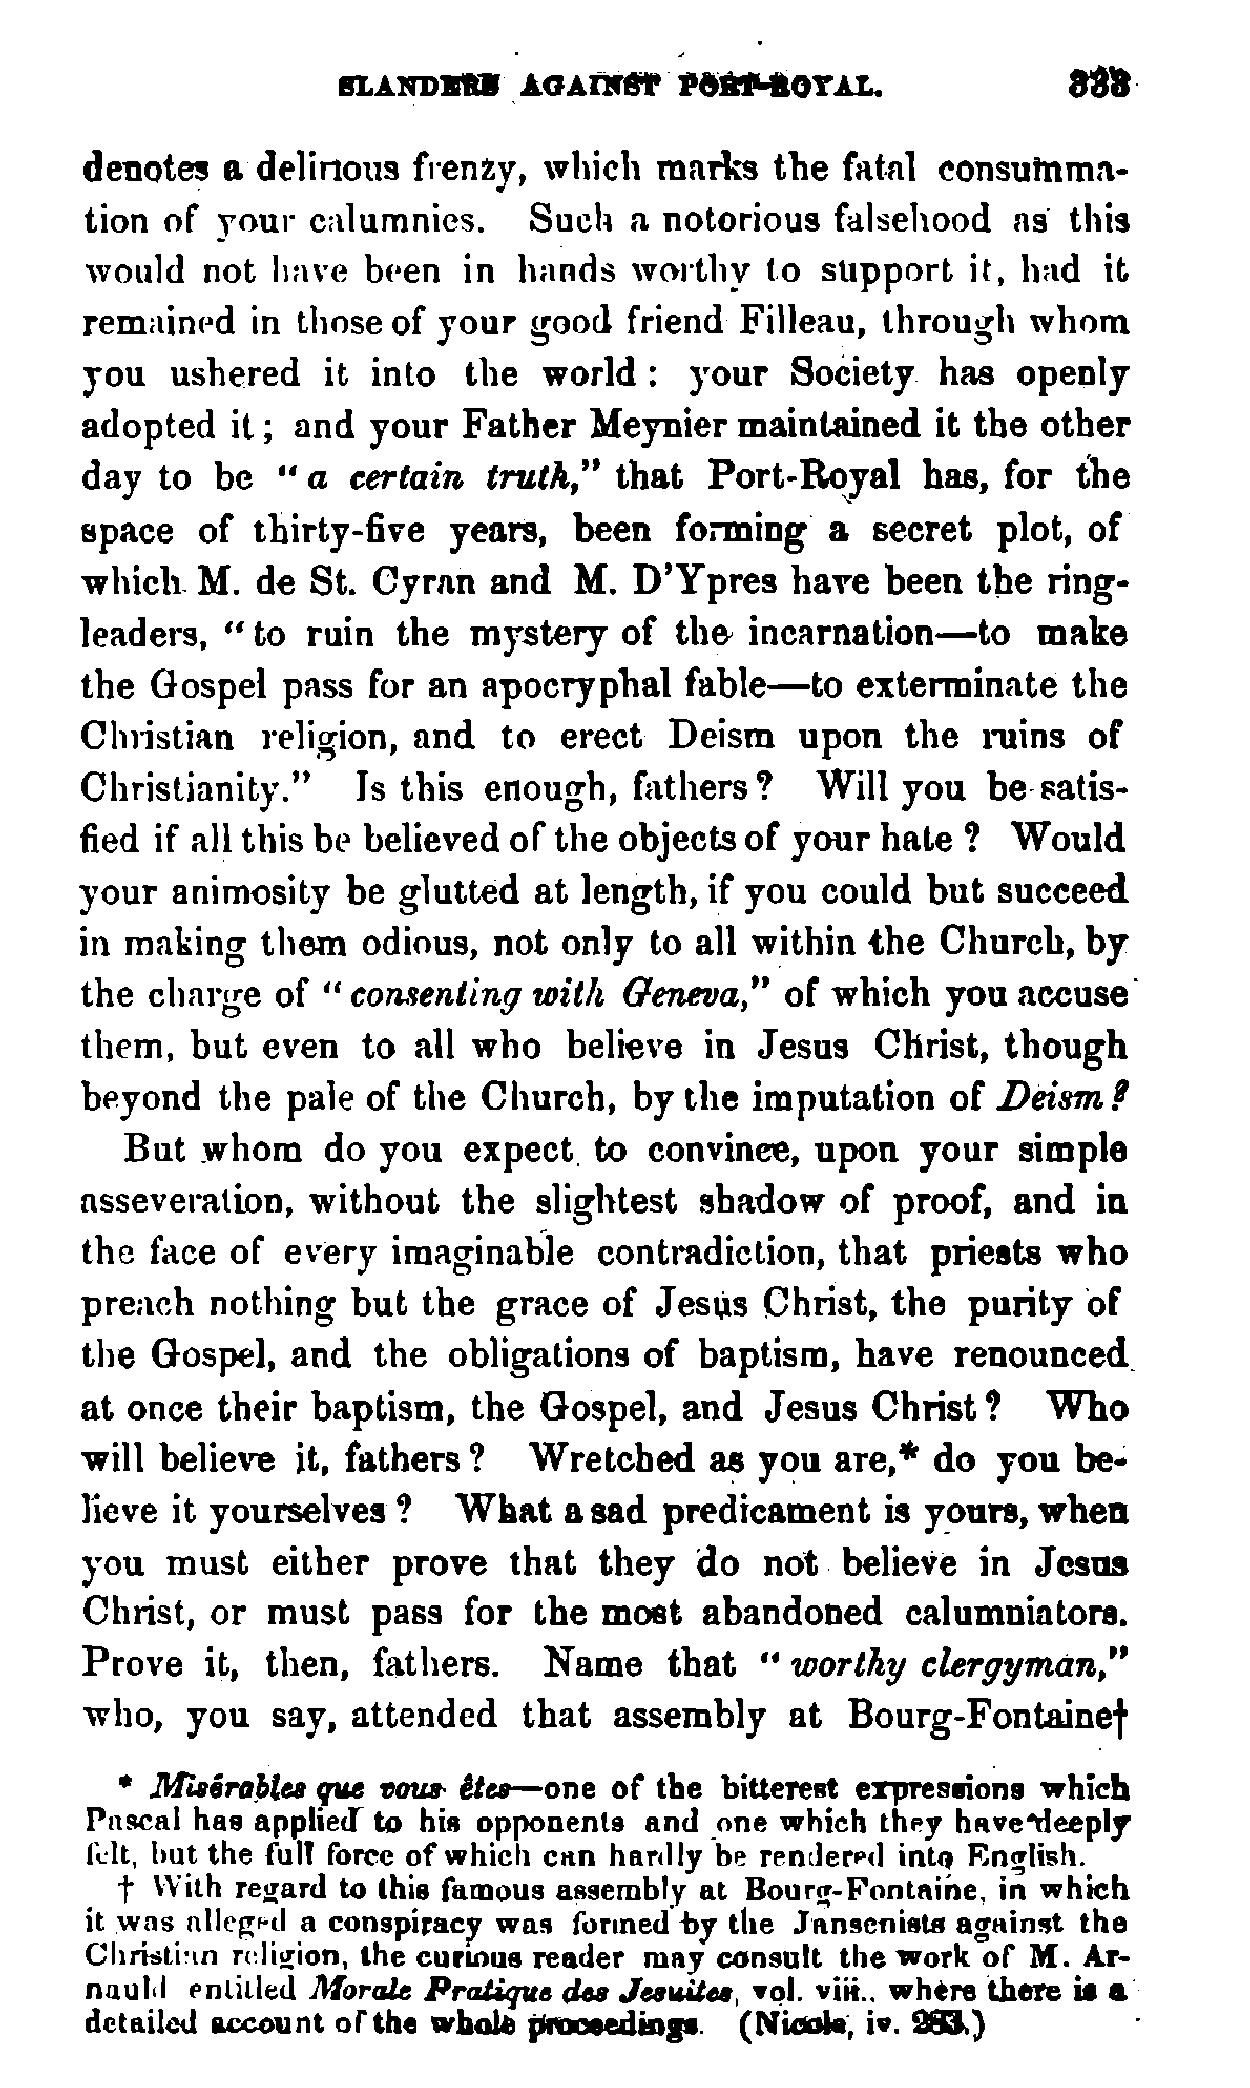 SLANDERS AGAINST PORT-ROYAL. 333
denotes a delirious frenzy, which marks the fatal consumma-
tion of your calumnies. Such a notorious falsehood as this
would not have been in hands worthy to support it, had it
remained in those of your good friend Filleau, through whom
you ushered it into the world : your Society has openly
adopted it ; and your Father Meynier maintained it the other
day to be " a certain truth," that Port-Royal has, for the
space of thirty-five years, been forming a secret plot, of
which M. de St. Cyran and M. D'Ypres have been the ring-
leaders, " to ruin the mystery of the incarnation—to make
the Gospel pass for an apocryphal fable—to exterminate the
Christian religion, and to erect Deism upon the ruins of
Christianity." Is this enough, fathers ? Will you be satis-
fied if all this be believed of the objects of your hate ? Would
your animosity be glutted at length, if you could but succeed
in making them odious, not only to all within the Church, by
the charge of " consenting with Geneva," of which you accuse
them, but even to all who believe in Jesus Christ, though
beyond the pale of the Church, by the imputation of Deism ?
But whom do you expect to convince, upon your simple
asseveration, without the slightest shadow of proof, and in
the face of every imaginable contradiction, that priests who
preach nothing but the grace of Jesus Christ, the purity of
the Gospel, and the obligations of baptism, have renounced
at once their baptism, the Gospel, and Jesus Christ ? Who
will believe it, fathers ? Wretched as you are,* do you be-
lieve it yourselves ? What a sad predicament is yours, when
you must either prove that they do not believe in Jesus
Christ, or must pass for the most abandoned calumniators.
Prove it, then, fathers. Name that " worthy clergyman,"
who, you say, attended that assembly at Bourg-Fontaine†
* Misérables que vous êtes—one of the bitterest expressions which
Pascal has applied to his opponents and one which they have deeply
felt, but the full force of which can hardly be rendered into English.
† With regard to this famous assembly at Bourg-Fontaine, in which
it was alleged a conspiracy was formed by the Jansenists against the
Christian religion, the curious reader may consult the work of M. Ar-
nauld entitled Morale Pratique des Jesuites, vol. viii.. where there is a
detailed account of the whole proceedings. (Nicole, iv. 283.)